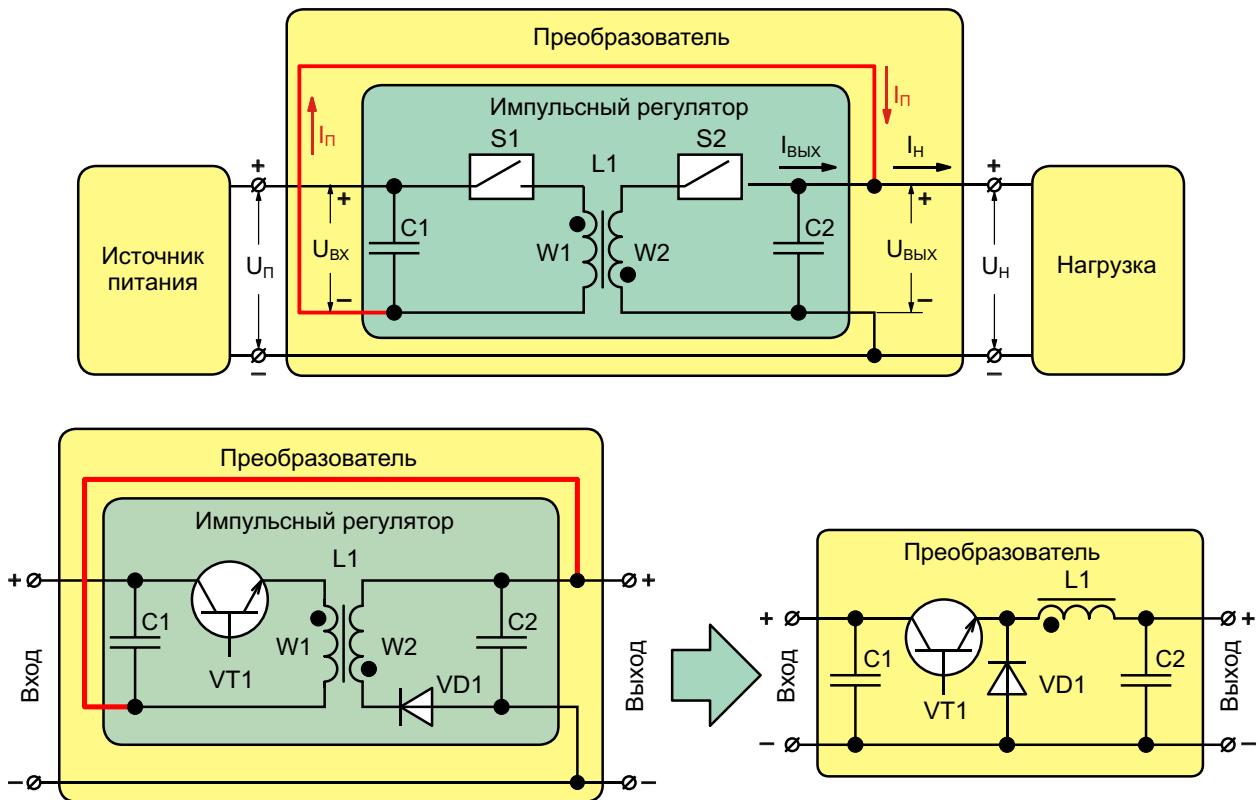 Преобразователь
Импульсный регулятор
Iп
Iп
S1
S2
L1
Iвых
Iн
+
+
+
+
Источник
питания
Uп
Uвх
C1
W1
W2
C2
Uвых
Uн
Нагрузка
−
−
−
−
Преобразователь
Импульсный регулятор
L1
+
+
C1
W1
W2
C2
VT1
VD1
Вход
Выход
−
−
Преобразователь
L1
+
+
C1
VT1
VD1
C2
Вход
Выход
−
−